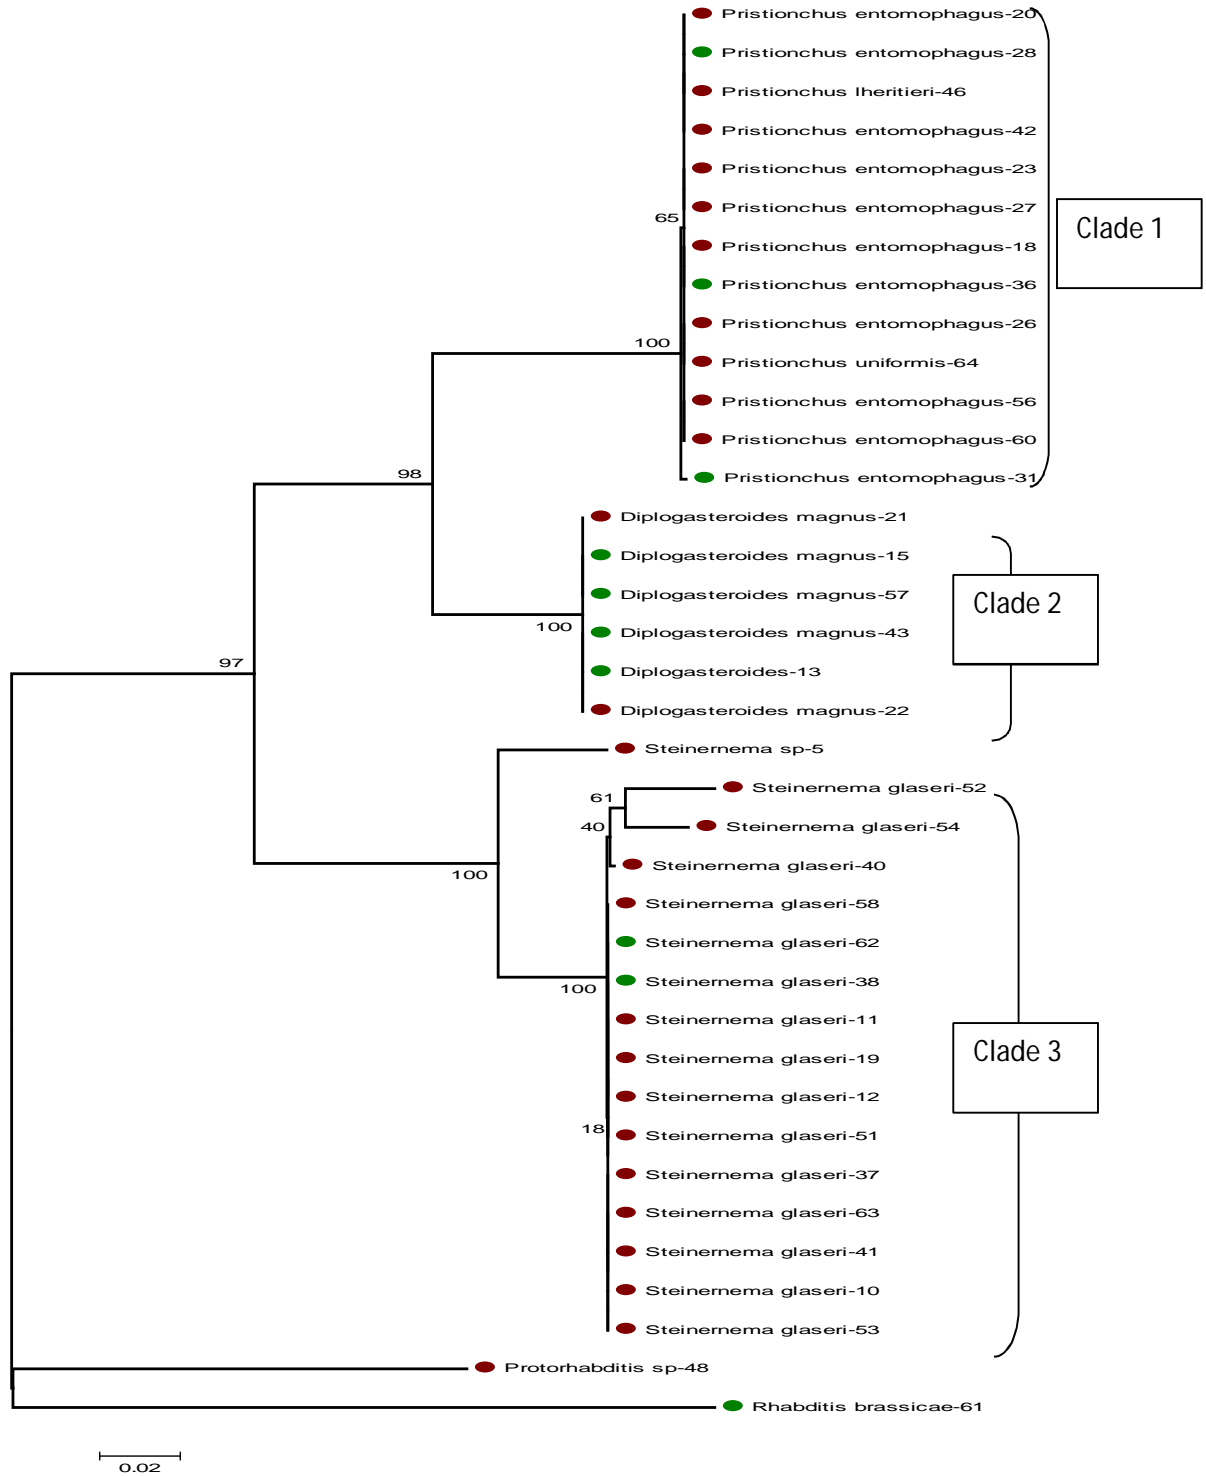 Pristionchus entomophagus-20
Pristionchus entomophagus-28
Pristionchus lheritieri-46
Pristionchus entomophagus-42
Pristionchus entomophagus-23
Pristionchus entomophagus-27
65
Clade 1
Pristionchus entomophagus-18
Pristionchus entomophagus-36
Pristionchus entomophagus-26
100
Pristionchus uniformis-64
Pristionchus entomophagus-56
Pristionchus entomophagus-60
98
Pristionchus entomophagus-31
Diplogasteroides magnus-21
Diplogasteroides magnus-15
Diplogasteroides magnus-57
Clade 2
100
Diplogasteroides magnus-43
97
Diplogasteroides-13
Diplogasteroides magnus-22
Steinernema sp-5
Steinernema glaseri-52
61
40
Steinernema glaseri-54
100
Steinernema glaseri-40
Steinernema glaseri-58
Steinernema glaseri-62
100
Steinernema glaseri-38
Steinernema glaseri-11
Clade 3
Steinernema glaseri-19
Steinernema glaseri-12
18
Steinernema glaseri-51
Steinernema glaseri-37
Steinernema glaseri-63
Steinernema glaseri-41
Steinernema glaseri-10
Steinernema glaseri-53
Protorhabditis sp-48
Rhabditis brassicae-61
0.02